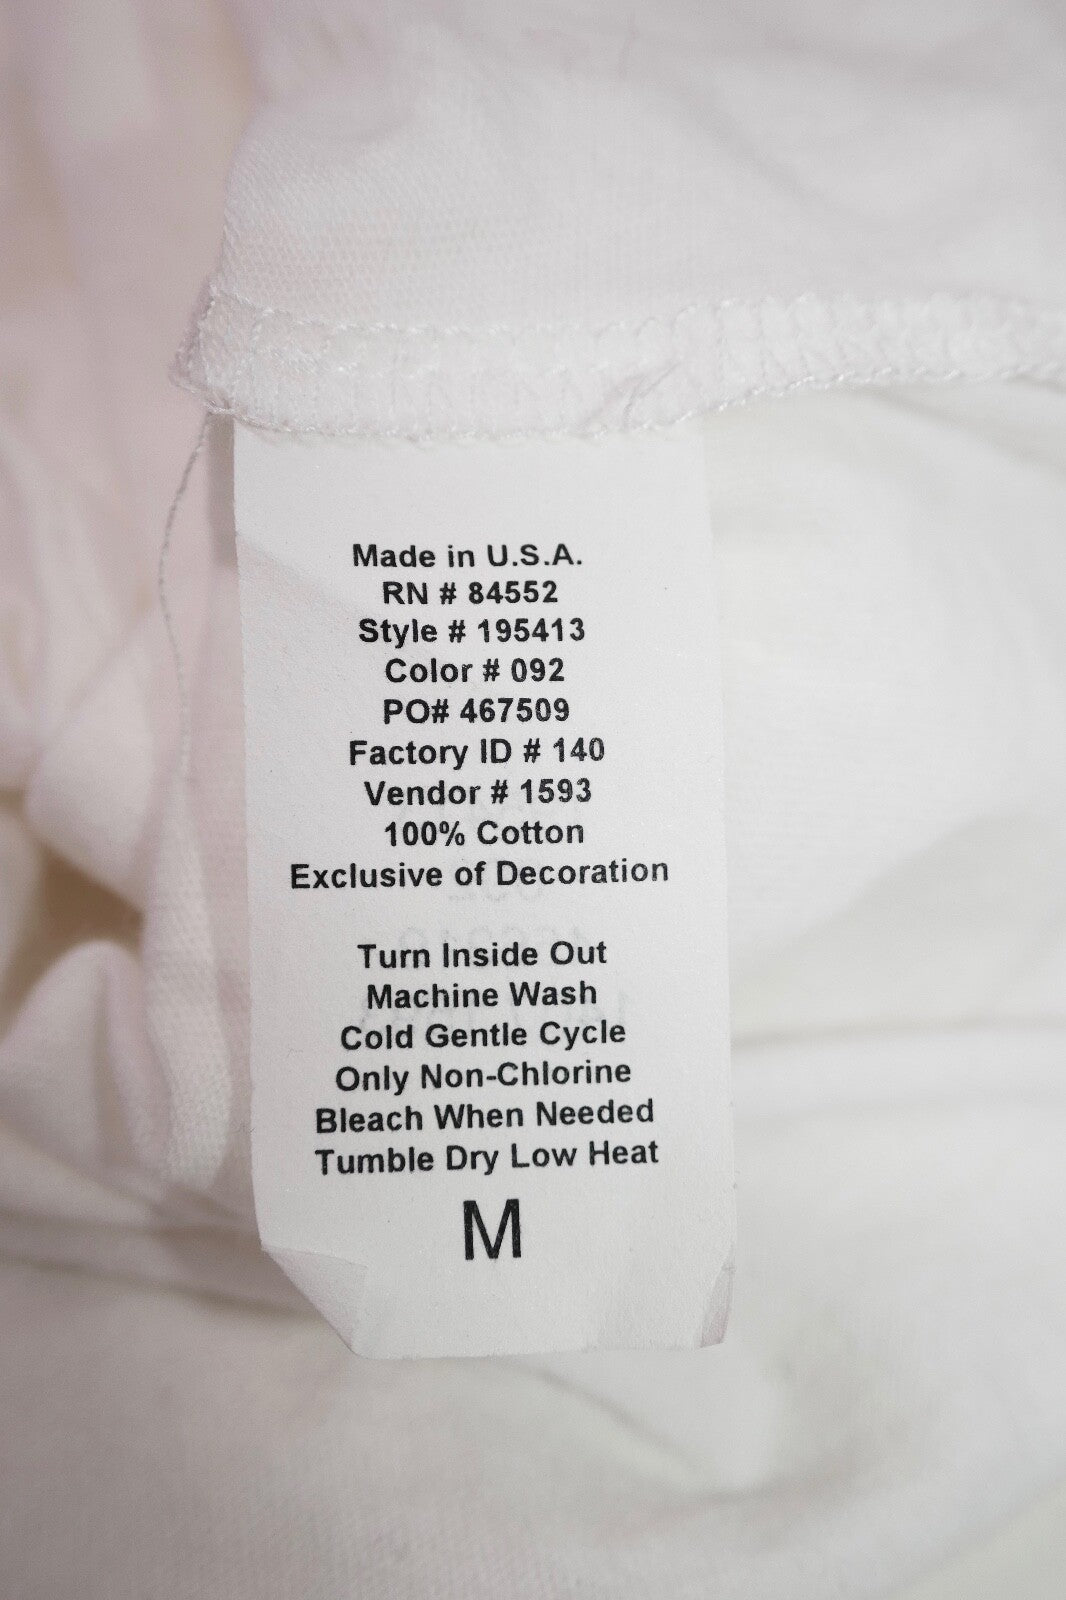 Made in U.S.A.
RN # 84552
Style # 195413
Color # 092
PO# 467509
Factory ID # 140
Vendor # 1593
100% Cotton
Exclusive of Decoration
Turn Inside Out
Machine Wash
Cold Gentle Cycle
Only Non-Chlorine
Bleach When Needed
Tumble Dry Low Heat
M